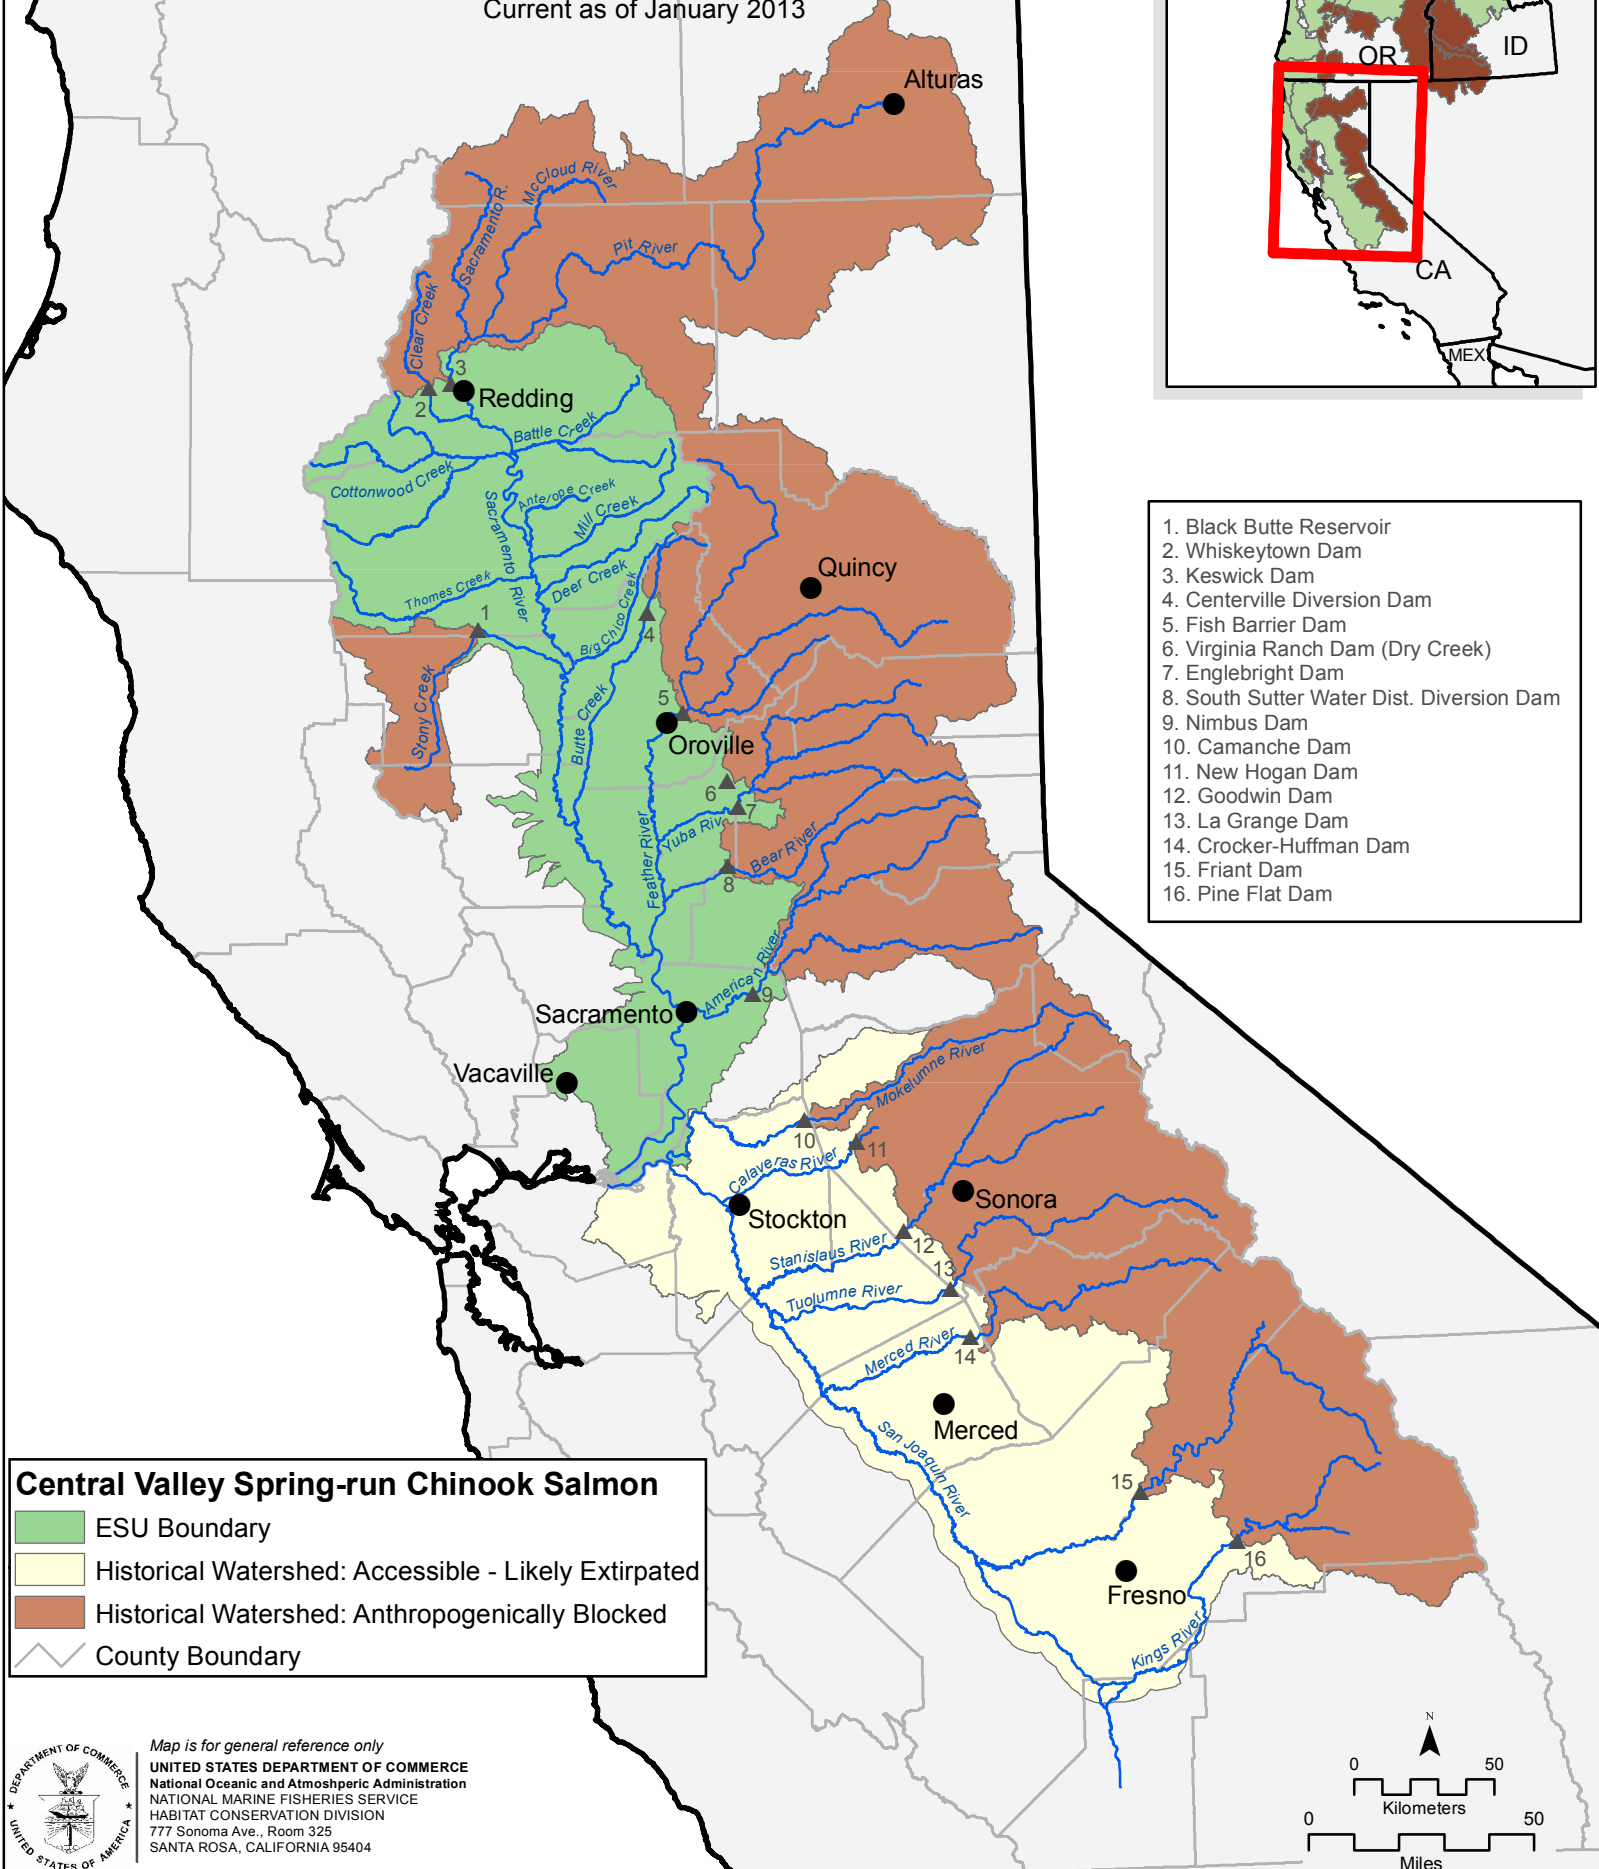 Current as of January 2013
OR
ID
CA
MEX
Alturas
McCloud River
Sacramento R.
Pit River
Clear Creek
3
2
Redding
Battle Creek
Cottonwood Creek
Antelope Creek
Sacramento River
Mill Creek
Quincy
Deer Creek
Thomes Creek
1
Big Chico Creek
4
Stony Creek
Butte Creek
5
Oroville
6
7
Feather River
Yuba Riv
Bear River
8
American River
9
Sacramento
Vacaville
Mokelumne River
10
11
Calaveras River
Sonora
Stockton
Stanislaus River
12
13
Tuolumne River
Merced River
14
Merced
San Joaquin River
15
16
Fresno
Kings River
1. Black Butte Reservoir
2. Whiskeytown Dam
3. Keswick Dam
4. Centerville Diversion Dam
5. Fish Barrier Dam
6. Virginia Ranch Dam (Dry Creek)
7. Englebright Dam
8. South Sutter Water Dist. Diversion Dam
9. Nimbus Dam
10. Camanche Dam
11. New Hogan Dam
12. Goodwin Dam
13. La Grange Dam
14. Crocker-Huffman Dam
15. Friant Dam
16. Pine Flat Dam
Central Valley Spring-run Chinook Salmon
ESU Boundary
Historical Watershed: Accessible - Likely Extirpated
Historical Watershed: Anthropogenically Blocked
County Boundary
DEPARTMENT OF COMMERCE
UNITED STATES OF AMERICA
Map is for general reference only
UNITED STATES DEPARTMENT OF COMMERCE
National Oceanic and Atmoshperic Administration
NATIONAL MARINE FISHERIES SERVICE
HABITAT CONSERVATION DIVISION
777 Sonoma Ave., Room 325
SANTA ROSA, CALIFORNIA 95404
N
0 50
Kilometers
0 50
Miles